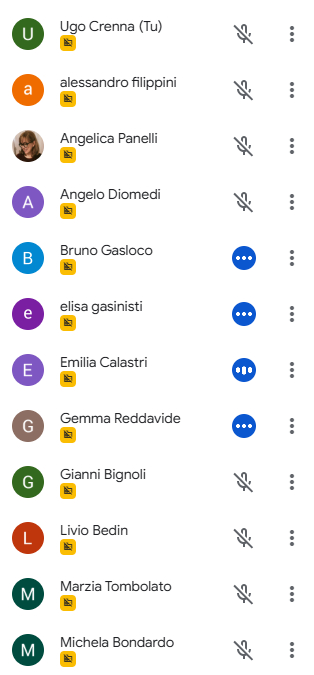 U Ugo Crenna (Tu)
a alessandro filippini
Angelica Panelli
A Angelo Diomedi
B Bruno Gasloco
e elisa gasinisti
E Emilia Calastri
G Gemma Reddavide
G Gianni Bignoli
L Livio Bedin
M Marzia Tombolato
M Michela Bondardo